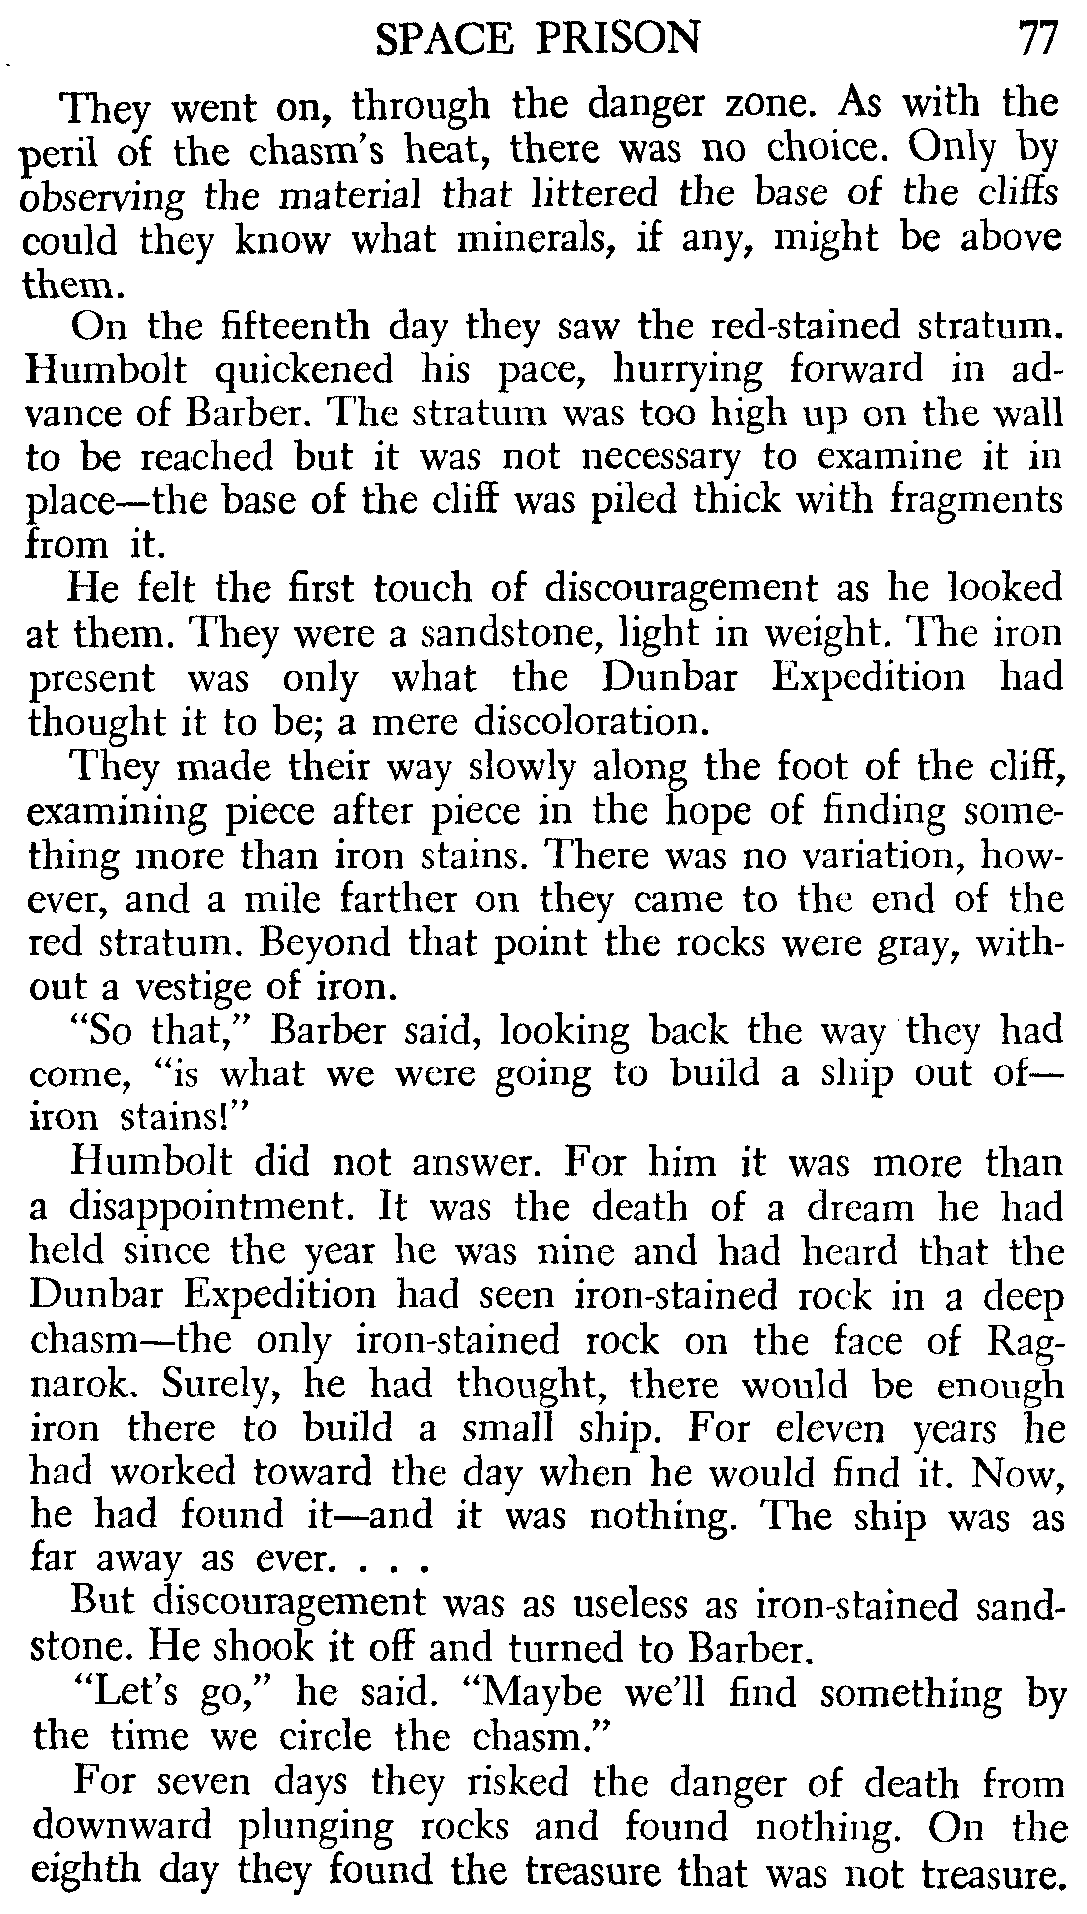 SPACE PRISON 77
They went on, through the danger zone. As with the
peril of the chasm's heat, there was no choice. Only by
observing the material that littered the base of the cliffs
could they know what minerals, if any, might be above
them.
On the fifteenth day they saw the red-stained stratum.
Humbolt quickened his pace, hurrying forward in ad-
vance of Barber. The stratum was too high up on the wall
to be reached but it was not necessary to examine it in
place—the base of the cliff was piled thick with fragments
from it.
He felt the first touch of discouragement as he looked
at them. They were a sandstone, light in weight. The iron
present was only what the Dunbar Expedition had
thought it to be; a mere discoloration.
They made their way slowly along the foot of the cliff,
examining piece after piece in the hope of finding some-
thing more than iron stains. There was no variation, how-
ever, and a mile farther on they came to the end of the
red stratum. Beyond that point the rocks were gray, with-
out a vestige of iron.
“So that,” Barber said, looking back the way they had
come, “is what we were going to build a ship out of—
iron stains!”
Humbolt did not answer. For him it was more than
a disappointment. It was the death of a dream he had
held since the year he was nine and had heard that the
Dunbar Expedition had seen iron-stained rock in a deep
chasm—the only iron-stained rock on the face of Rag-
narok. Surely, he had thought, there would be enough
iron there to build a small ship. For eleven years he
had worked toward the day when he would find it. Now,
he had found it—and it was nothing. The ship was as
far away as ever. . . .
But discouragement was as useless as iron-stained sand-
stone. He shook it off and turned to Barber.
“Let's go,” he said. “Maybe we'll find something by
the time we circle the chasm.”
For seven days they risked the danger of death from
downward plunging rocks and found nothing. On the
eighth day they found the treasure that was not treasure.